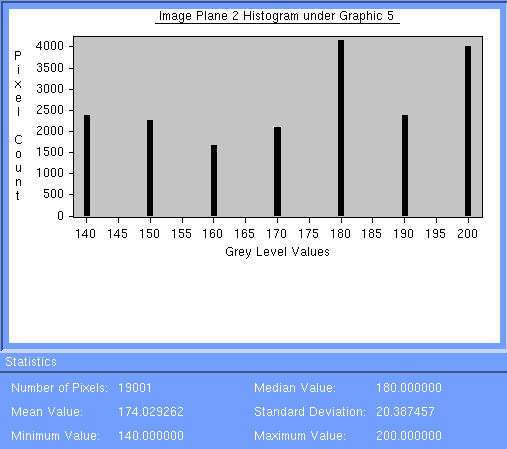 Image Plane 2 Histogram under Graphic 5
Pixel Count
4000
3500
3000
2500
2000
1500
1000
500
0
140 145 150 155 160 165 170 175 180 185 190 195 200
Grey Level Values
Statistics
Number of Pixels: 19001 Median Value: 180.000000
Mean Value: 174.029262 Standard Deviation: 20.387457
Minimum Value: 140.000000 Maximum Value: 200.000000